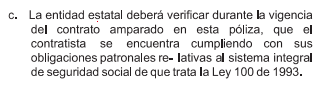 c. La entidad estatal deberá verificar durante la vigencia
del contrato amparado en esta póliza, que el
contratista se encuentra cumpliendo con sus
obligaciones patronales re- lativas al sistema integral
de seguridad social de que trata la Ley 100 de 1993.